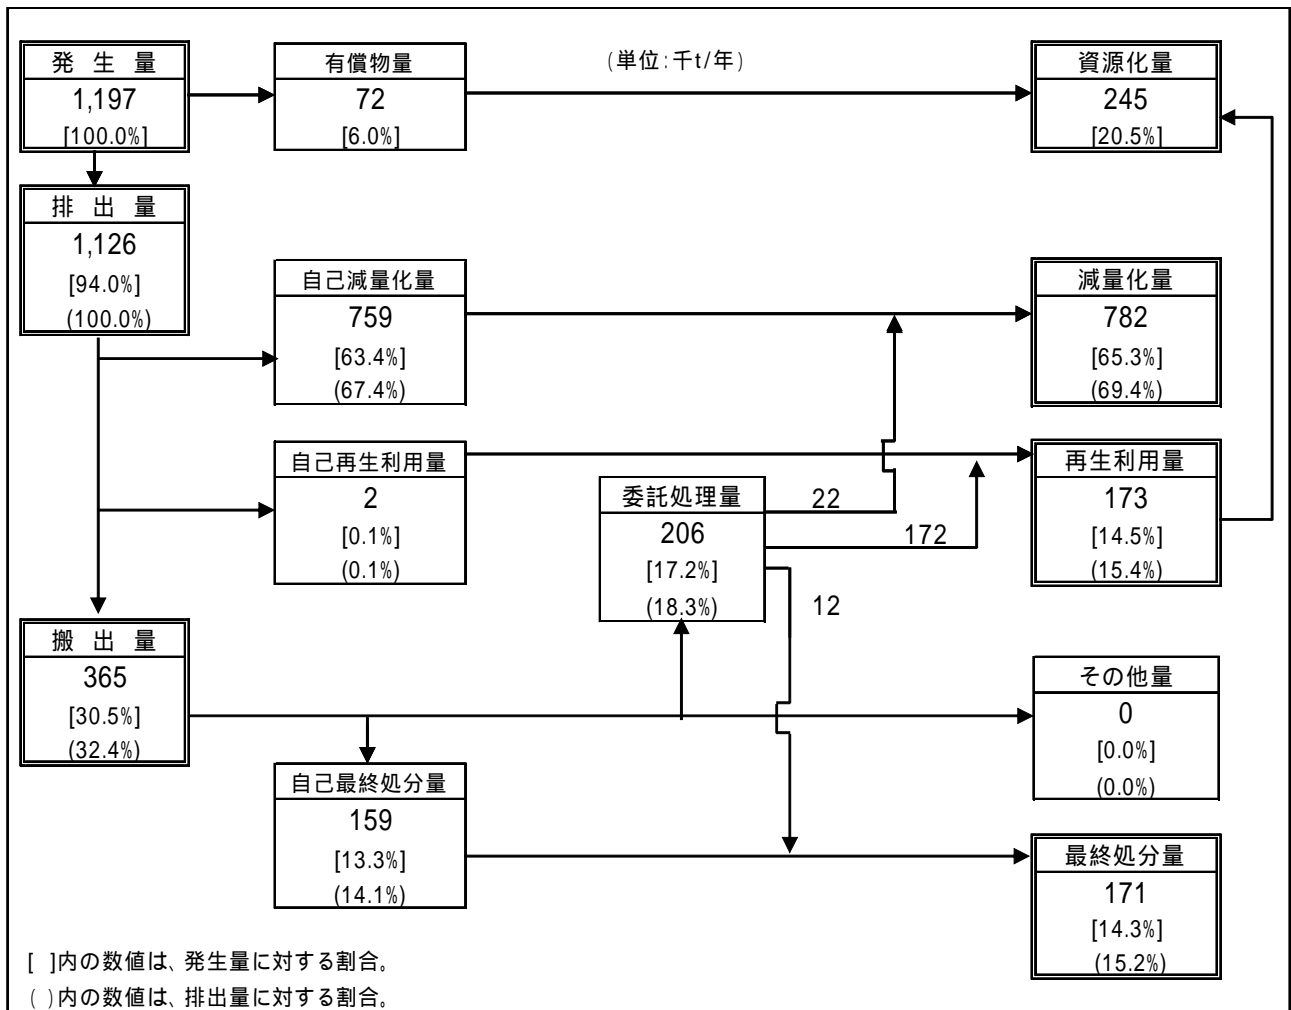 発 生 量
1,197
[100.0%]
有償物量
72
[6.0%]
(単位:千t/年)
資源化量
245
[20.5%]
排 出 量
1,126
[94.0%]
(100.0%)
自己減量化量
759
[63.4%]
(67.4%)
減量化量
782
[65.3%]
(69.4%)
自己再生利用量
2
[0.1%]
(0.1%)
委託処理量
206
[17.2%]
(18.3%)
22
172
12
再生利用量
173
[14.5%]
(15.4%)
搬 出 量
365
[30.5%]
(32.4%)
その他量
0
[0.0%]
(0.0%)
自己最終処分量
159
[13.3%]
(14.1%)
最終処分量
171
[14.3%]
(15.2%)
[ ]内の数値は、発生量に対する割合。
( )内の数値は、排出量に対する割合。